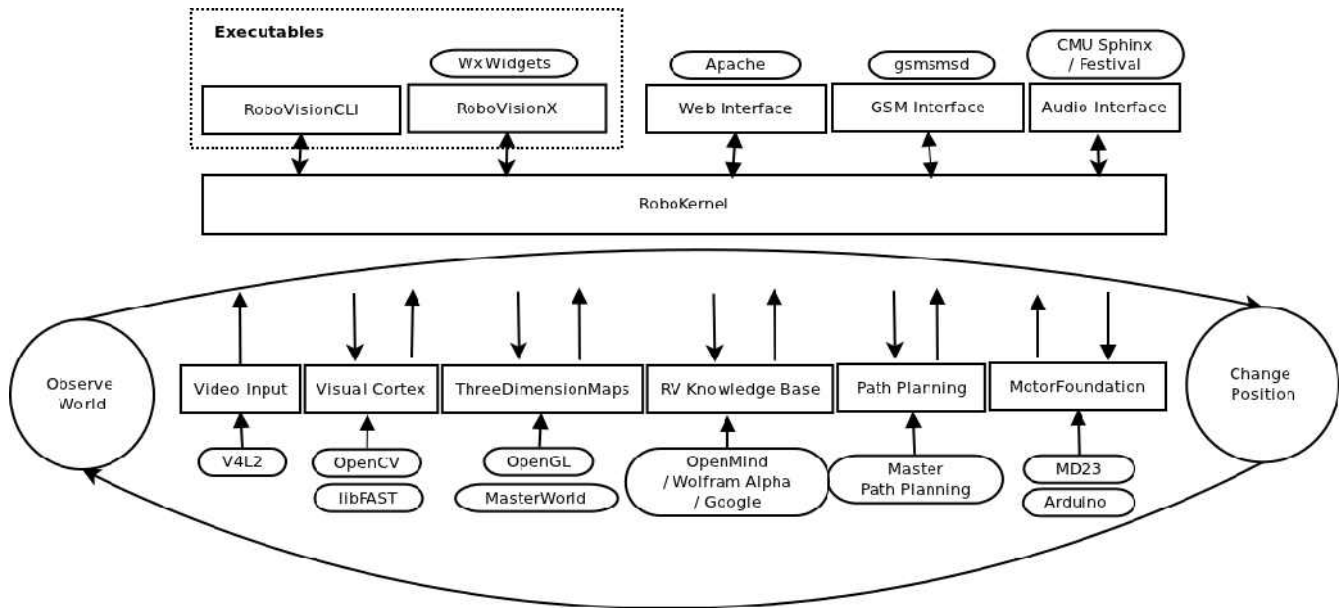 Executables
WxWidgets
Apache
gsmsmsd
CMU Sphinx
/ Festival
RoboVisionCLI
RoboVisionX
Web Interface
GSM Interface
Audio Interface
RoboKernel
Observe
World
Video Input
Visual Cortex
ThreeDimensionMaps
RV Knowledge Base
Path Planning
MotorFoundation
Change
Position
V4L2
OpenCV
libFAST
OpenGL
MasterWorld
OpenMind
/ Wolfram Alpha
/ Google
Master
Path Planning
MD23
Arduino